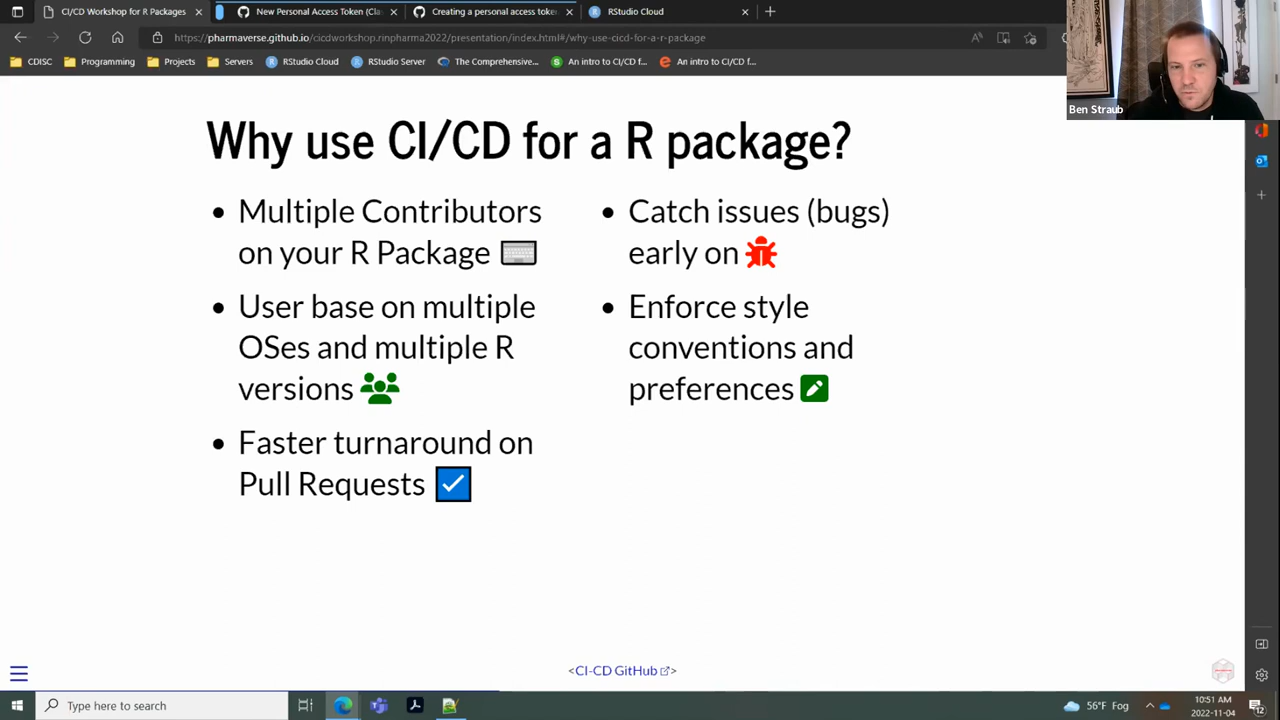 CI/CD Workshop for R Packages
New Personal Access Token (Cla
Creating a personal access toke
RStudio Cloud
https://pharmaverse.github.io/cicdworkshop.rinpharma2022/presentation/index.html#/why-use-cicd-for-a-r-package
CDISC
Programming
Projects
Servers
RStudio Cloud
RStudio Server
The Comprehensive...
An intro to CI/CD f...
An intro to CI/CD f...
Ben Straub
Why use CI/CD for a R package?
• Multiple Contributors
on your R Package
• User base on multiple
OSes and multiple R
versions
• Faster turnaround on
Pull Requests
• Catch issues (bugs)
early on
• Enforce style
conventions and
preferences
<CI-CD GitHub>
Type here to search
56°F Fog
10:51 AM
2022-11-04
12